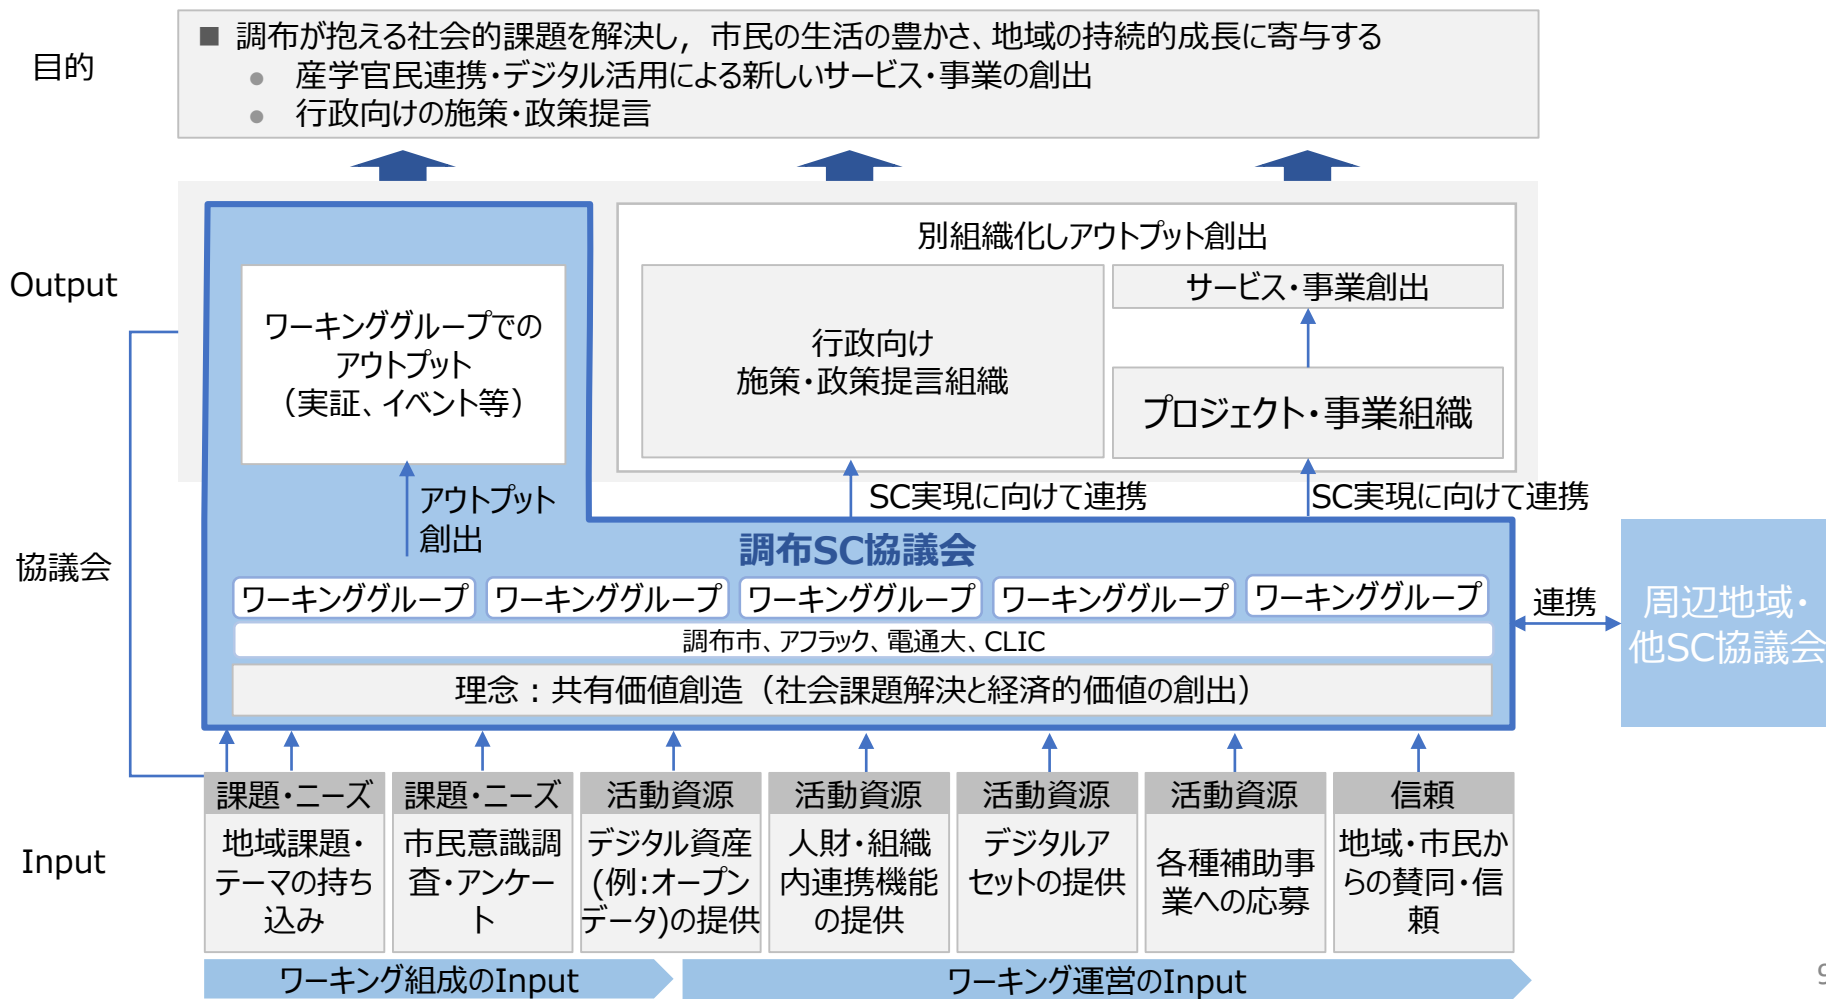 目的
■ 調布が抱える社会的課題を解決し，市民の生活の豊かさ、地域の持続的成長に寄与する
● 産学官民連携・デジタル活用による新しいサービス・事業の創出
● 行政向けの施策・政策提言
Output
ワーキンググループでの
アウトプット
（実証、イベント等）
別組織化しアウトプット創出
行政向け
施策・政策提言組織
サービス・事業創出
プロジェクト・事業組織
アウトプット
創出
SC実現に向けて連携
SC実現に向けて連携
協議会
調布SC協議会
ワーキンググループ
ワーキンググループ
ワーキンググループ
ワーキンググループ
ワーキンググループ
調布市、アフラック、電通大、CLIC
理念：共有価値創造（社会課題解決と経済的価値の創出）
連携
周辺地域・
他SC協議会
Input
課題・ニーズ
地域課題・
テーマの持ち
込み
課題・ニーズ
市民意識調
査・アンケー
ト
活動資源
デジタル資産
(例:オープン
データ)の提供
活動資源
人財・組織
内連携機能
の提供
活動資源
デジタルア
セットの提供
活動資源
各種補助事
業への応募
信頼
地域・市民か
らの賛同・信
頼
ワーキング組成のInput
ワーキング運営のInput
9